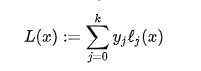 L(x) := \sum_{j=0}^{k} y_j \ell_j(x)